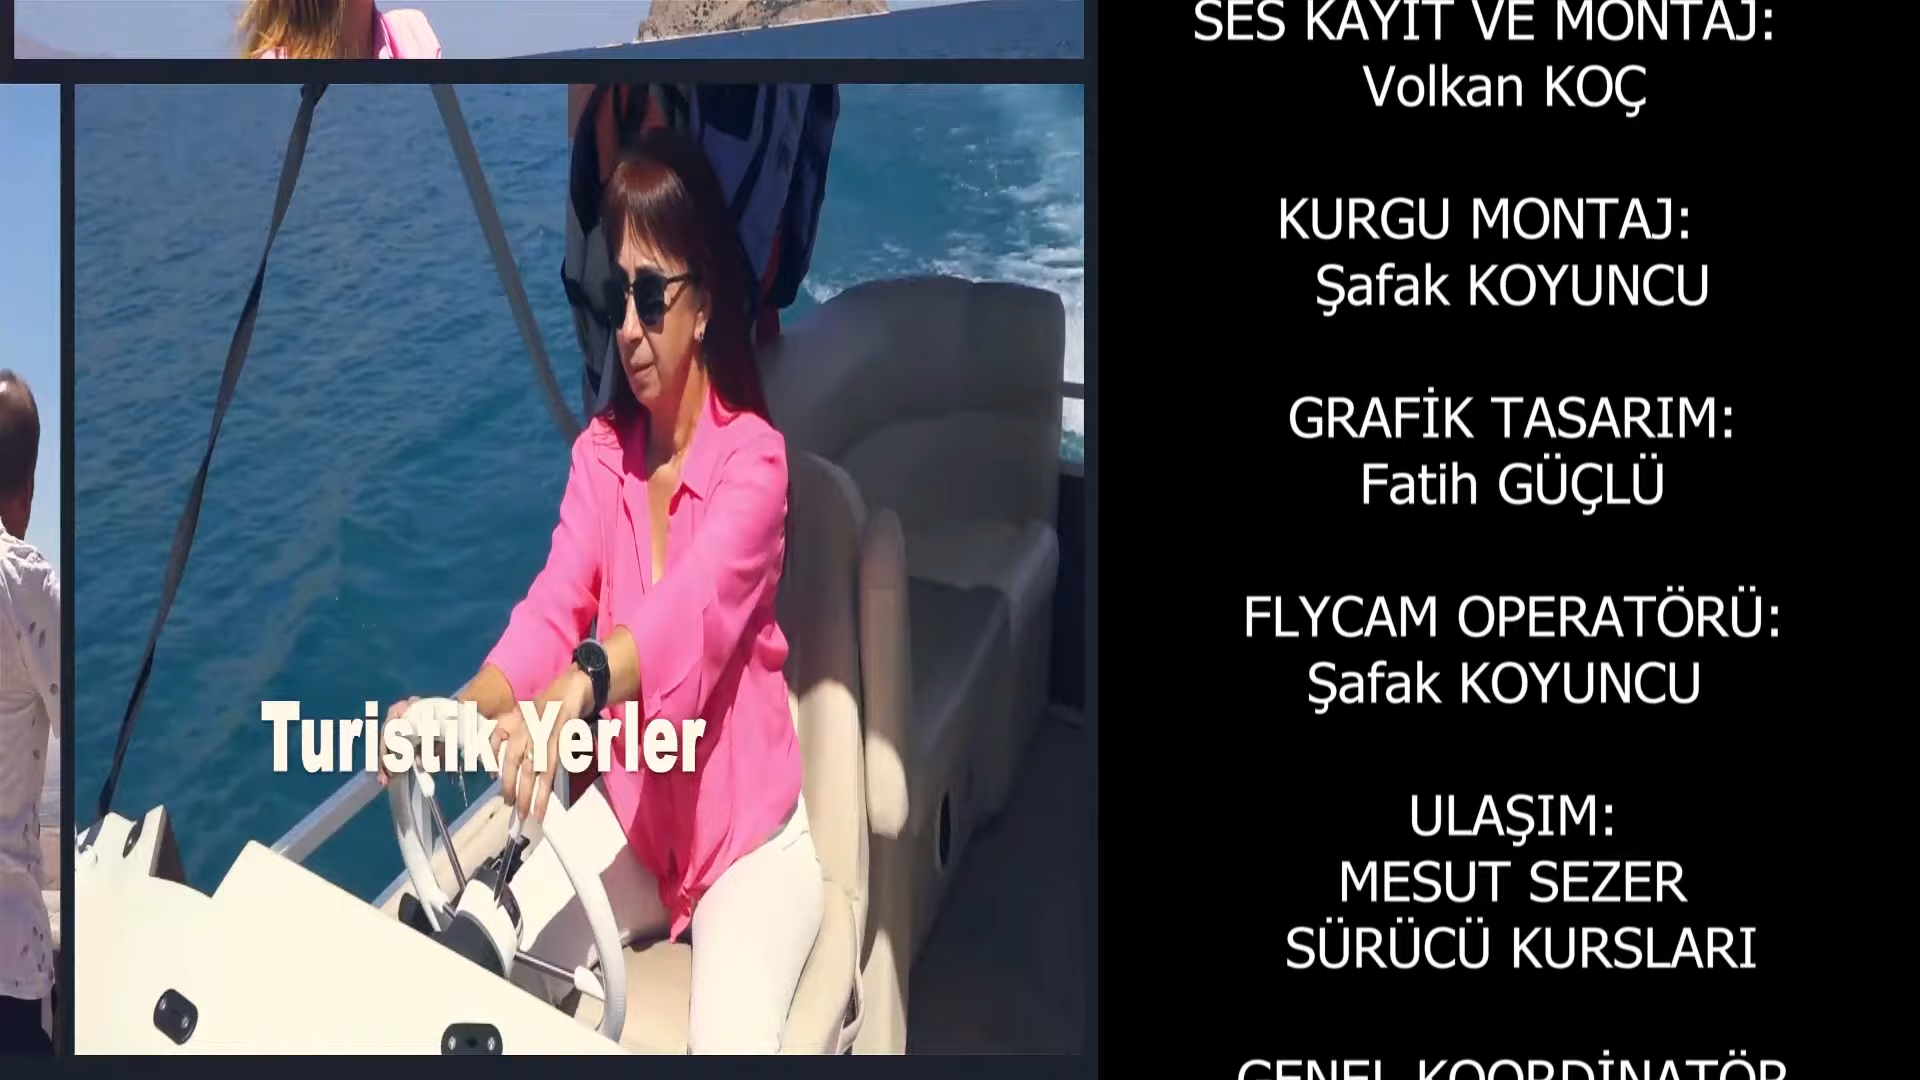 Turistik Yerler
SES KAYIT VE MONTAJ:
Volkan KOÇ
KURGU MONTAJ:
Şafak KOYUNCU
GRAFİK TASARIM:
Fatih GÜÇLÜ
FLYCAM OPERATÖRÜ:
Şafak KOYUNCU
ULAŞIM:
MESUT SEZER
SÜRÜCÜ KURSLARI
GENEL KOORDİNATÖR